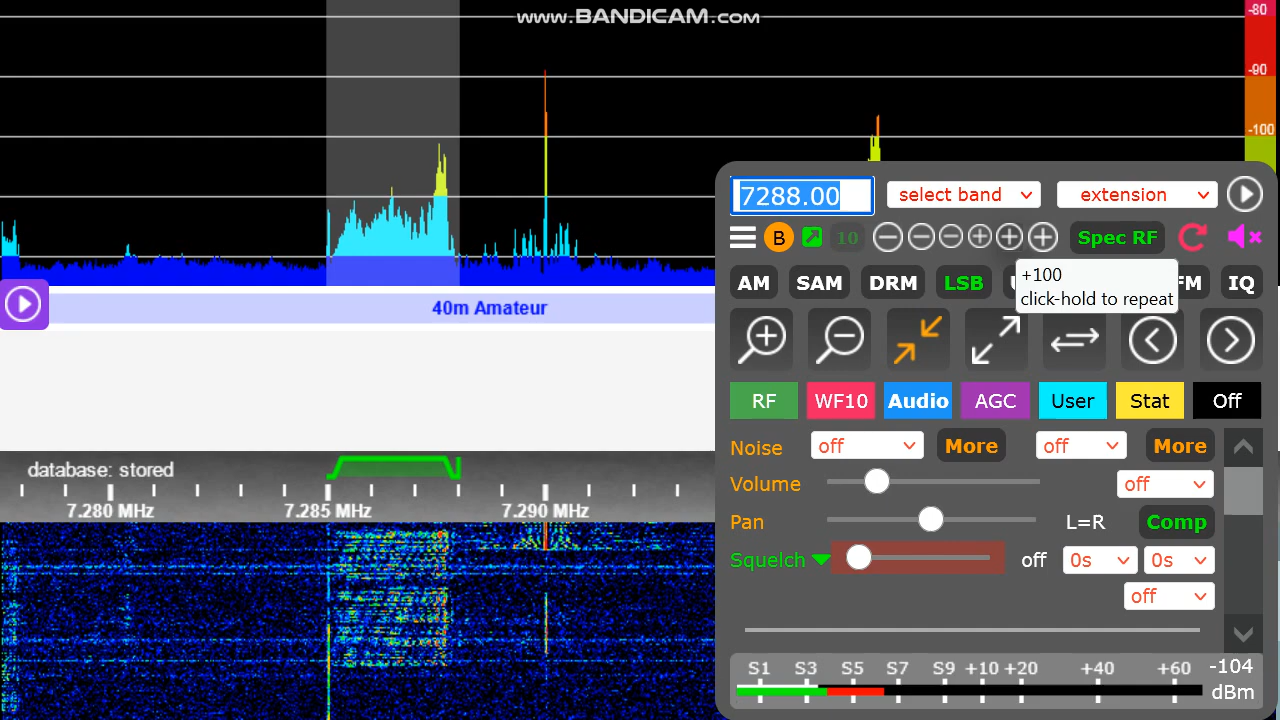 www.BANDICAM.com
-80
-90
-100
7288.00
select band
extension
B
10
Spec RF
+100
click-hold to repeat
AM SAM DRM LSB IQ
40m Amateur
RF WF10 Audio AGC User Stat Off
Noise off More off More
database: stored
Volume off
7.280 MHz 7.285 MHz 7.290 MHz
Pan L=R Comp
Squelch off 0s 0s
off
S1 S3 S5 S7 S9 +10 +20 +40 +60 -104
dBm